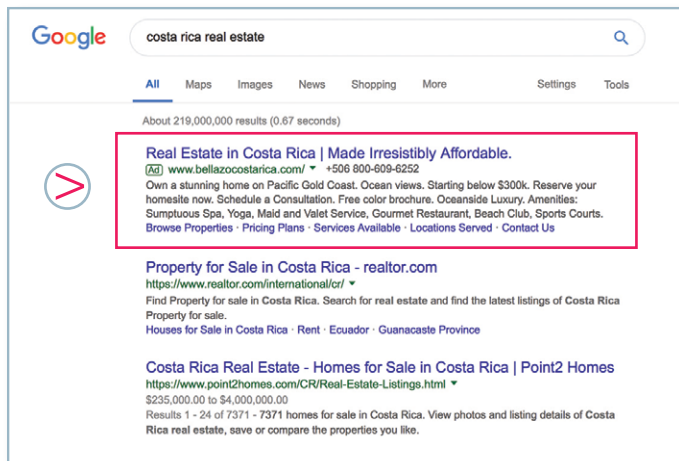 Google
costa rica real estate
All Maps Images News Shopping More Settings Tools
About 219,000,000 results (0.67 seconds)
Real Estate in Costa Rica | Made Irresistibly Affordable.
Ad www.bellazocostarica.com/ ▼ +506 800-609-6252
Own a stunning home on Pacific Gold Coast. Ocean views. Starting below $300k. Reserve your
homesite now. Schedule a Consultation. Free color brochure. Oceanside Luxury. Amenities:
Sumptuous Spa, Yoga, Maid and Valet Service, Gourmet Restaurant, Beach Club, Sports Courts.
Browse Properties · Pricing Plans · Services Available · Locations Served · Contact Us
>
Property for Sale in Costa Rica - realtor.com
https://www.realtor.com/international/cr/ ▼
Find Property for sale in Costa Rica. Search for real estate and find the latest listings of Costa Rica
Property for sale.
Houses for Sale in Costa Rica · Rent · Ecuador · Guanacaste Province
Costa Rica Real Estate - Homes for Sale in Costa Rica | Point2 Homes
https://www.point2homes.com/CR/Real-Estate-Listings.html ▼
$235,000.00 to $4,000,000.00
Results 1 - 24 of 7371 - 7371 homes for sale in Costa Rica. View photos and listing details of Costa
Rica real estate, save or compare the properties you like.